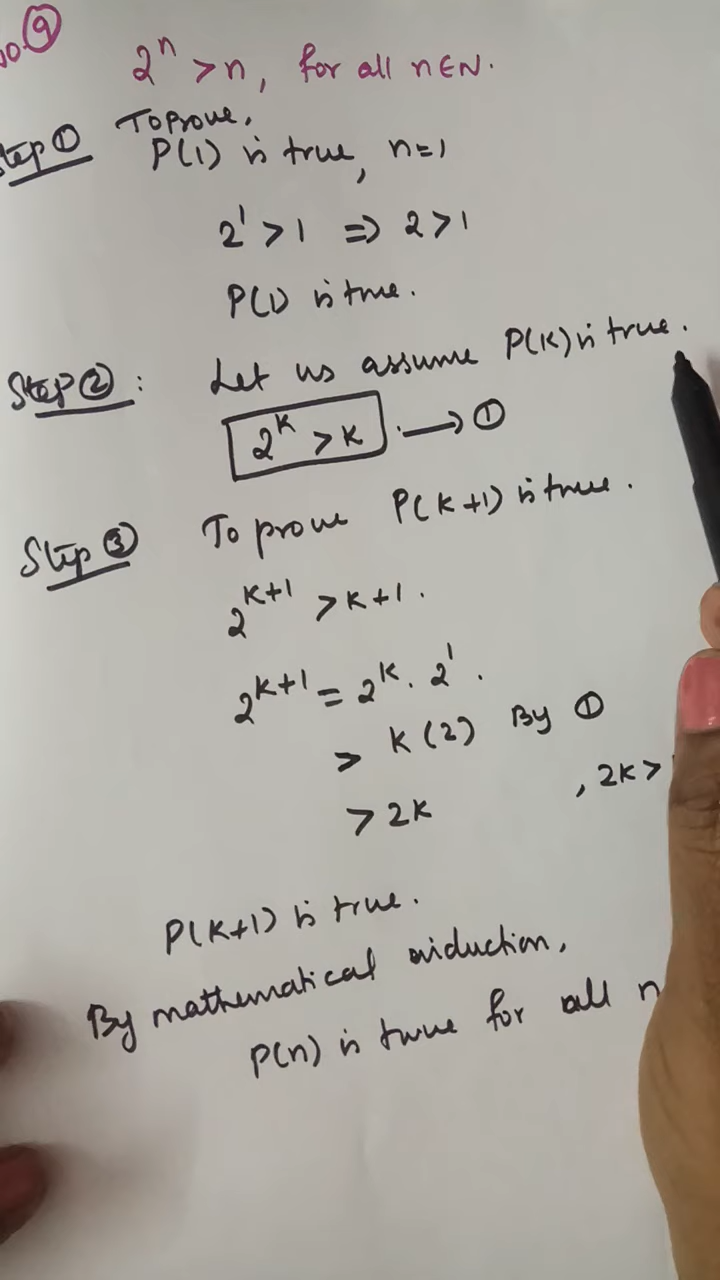 No. 9
2ⁿ > n, for all n ∈ N.
Step ① To prove,
P(1) is true, n=1
2¹ > 1 ⇒ 2 > 1
P(1) is true.
Step ② : Let us assume P(K) is true.
2ᴷ > K. → ①
Step ③ To prove P(K+1) is true.
2ᴷ⁺¹ > K+1.
2ᴷ⁺¹ = 2ᴷ. 2¹.
> K(2) By ①
> 2K , 2K >
P(K+1) is true.
By mathematical induction,
P(n) is true for all n